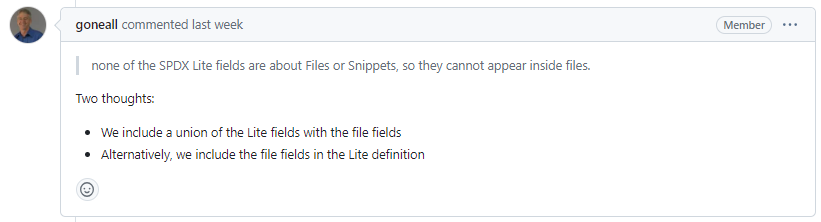 goneall commented last week
Member
none of the SPDX Lite fields are about Files or Snippets, so they cannot appear inside files.
Two thoughts:
We include a union of the Lite fields with the file fields
Alternatively, we include the file fields in the Lite definition